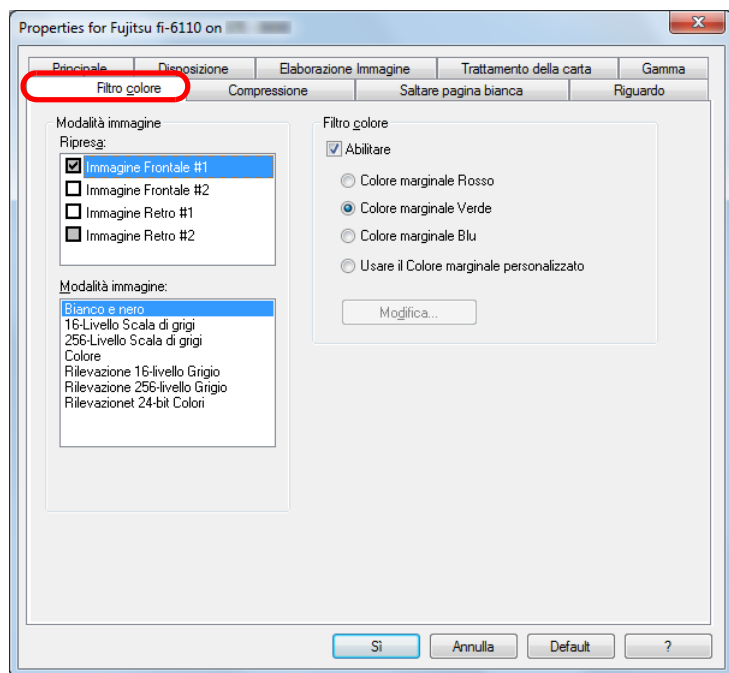 Properties for Fujitsu fi-6110 on
Principale Disposizione Elaborazione Immagine Trattamento della carta Gamma
Filtro colore Compressione Saltare pagina bianca Riguardo
Modalità immagine
Ripresa:
Immagine Frontale #1
Immagine Frontale #2
Immagine Retro #1
Immagine Retro #2
Modalità immagine:
Bianco e nero
16-Livello Scala di grigi
256-Livello Scala di grigi
Colore
Rilevazione 16-livello Grigio
Rilevazione 256-livello Grigio
Rilevazionet 24-bit Colori
Filtro colore
Abilitare
Colore marginale Rosso
Colore marginale Verde
Colore marginale Blu
Usare il Colore marginale personalizzato
Modifica...
Sì Annulla Default ?